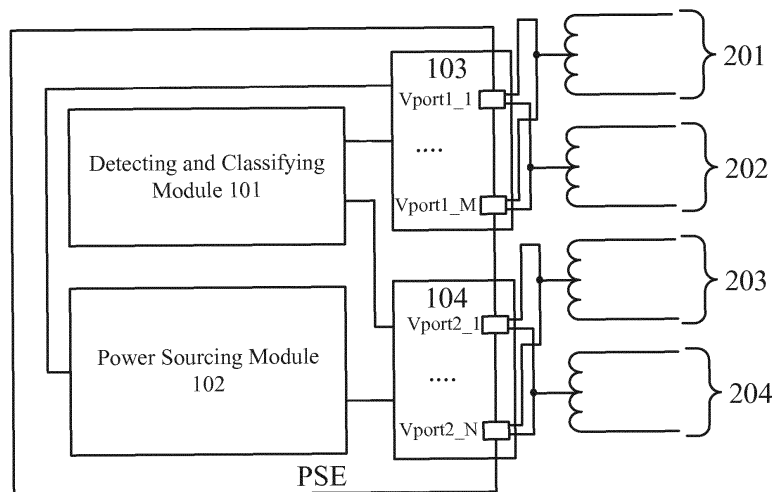 103
Vport1_1
....
Vport1_M
201
202
Detecting and Classifying
Module 101
104
Vport2_1
....
Vport2_N
203
204
Power Sourcing Module
102
PSE